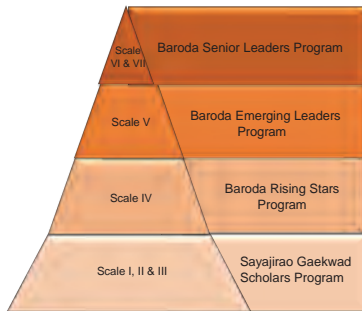 Scale
VI & VII
Baroda Senior Leaders Program
Scale V
Baroda Emerging Leaders
Program
Scale IV
Baroda Rising Stars
Program
Scale I, II & III
Sayajirao Gaekwad
Scholars Program